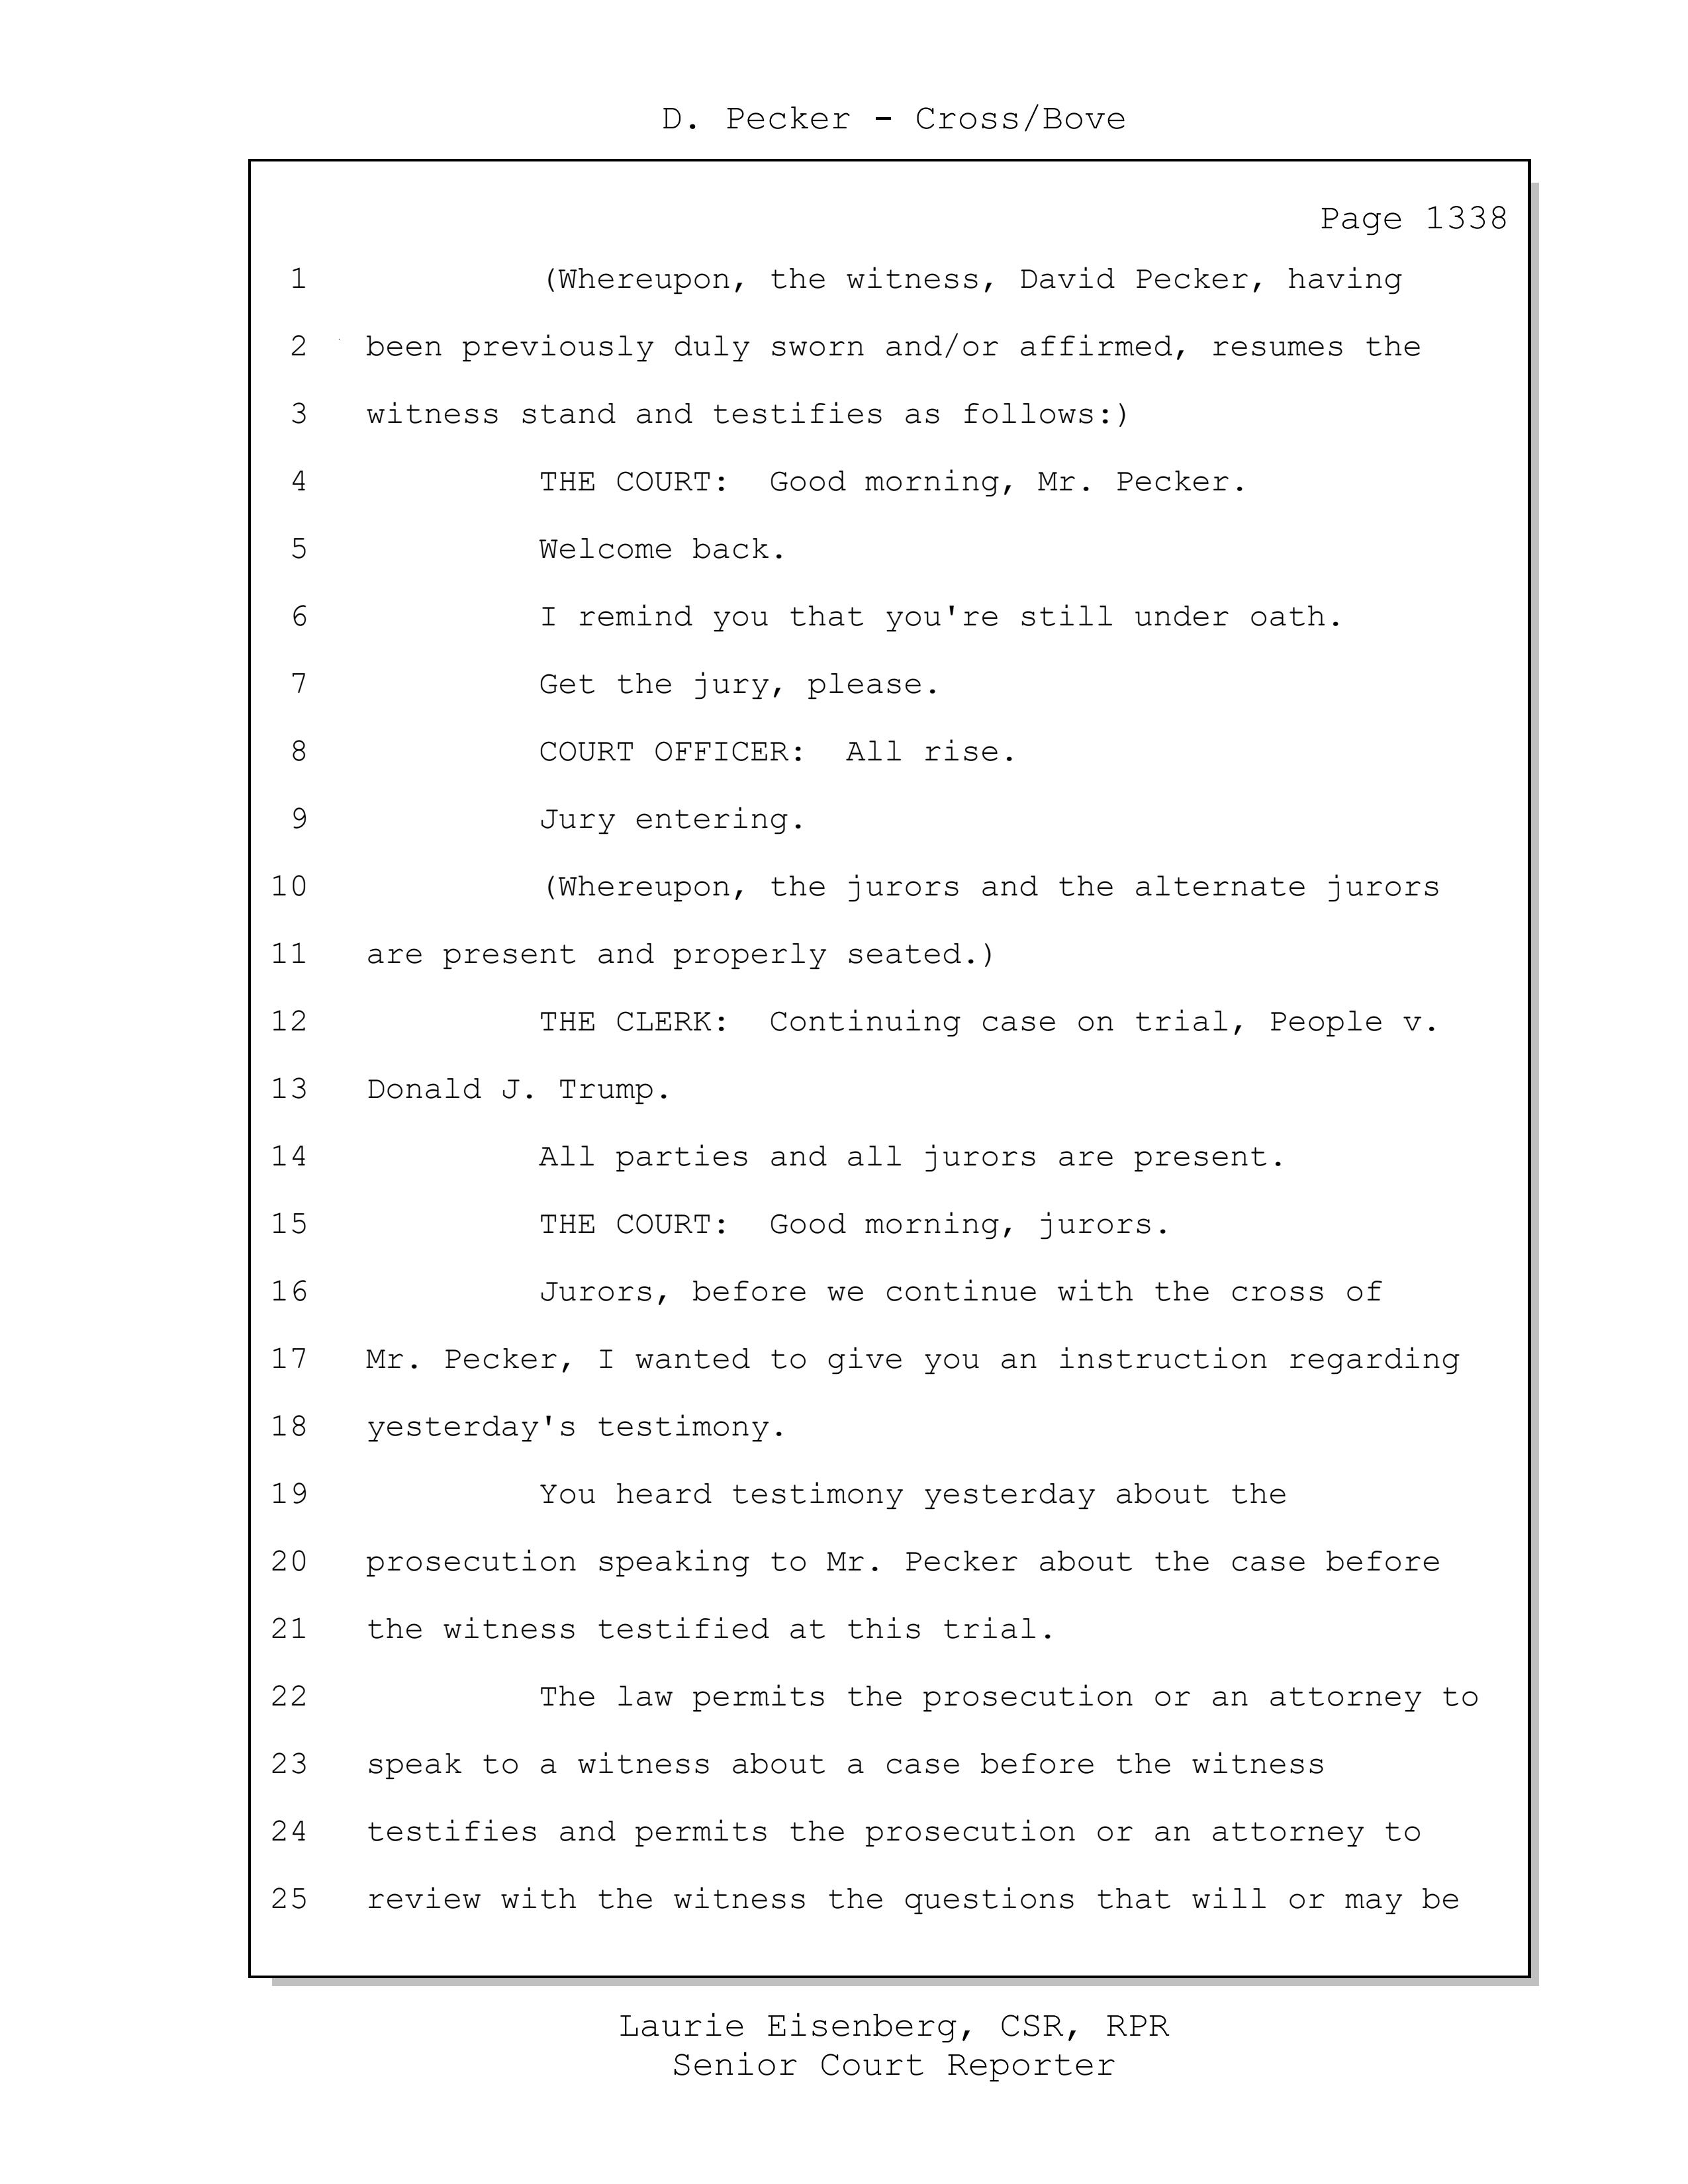 D. Pecker - Cross/Bove
Page 1338
1 (Whereupon, the witness, David Pecker, having
2 been previously duly sworn and/or affirmed, resumes the
3 witness stand and testifies as follows:)
4 THE COURT: Good morning, Mr. Pecker.
5 Welcome back.
6 I remind you that you're still under oath.
7 Get the jury, please.
8 COURT OFFICER: All rise.
9 Jury entering.
10 (Whereupon, the jurors and the alternate jurors
11 are present and properly seated.)
12 THE CLERK: Continuing case on trial, People v.
13 Donald J. Trump.
14 All parties and all jurors are present.
15 THE COURT: Good morning, jurors.
16 Jurors, before we continue with the cross of
17 Mr. Pecker, I wanted to give you an instruction regarding
18 yesterday's testimony.
19 You heard testimony yesterday about the
20 prosecution speaking to Mr. Pecker about the case before
21 the witness testified at this trial.
22 The law permits the prosecution or an attorney to
23 speak to a witness about a case before the witness
24 testifies and permits the prosecution or an attorney to
25 review with the witness the questions that will or may be
Laurie Eisenberg, CSR, RPR
Senior Court Reporter